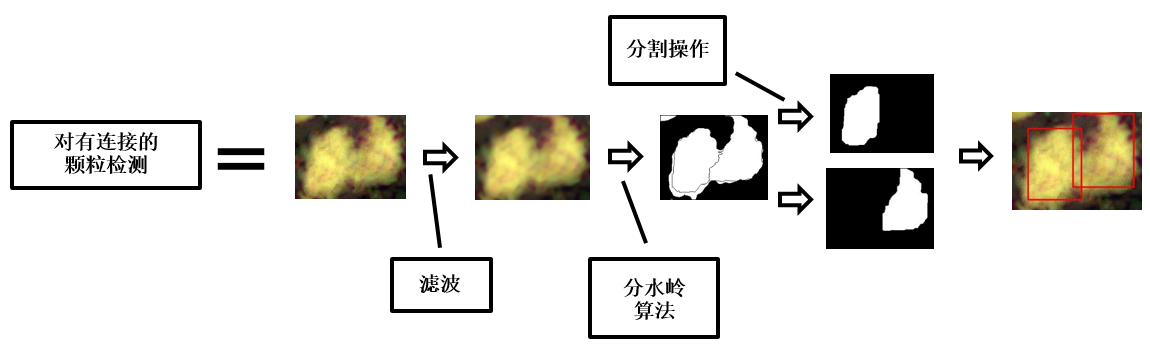 分割操作
对有连接的
颗粒检测
滤波
分水岭
算法